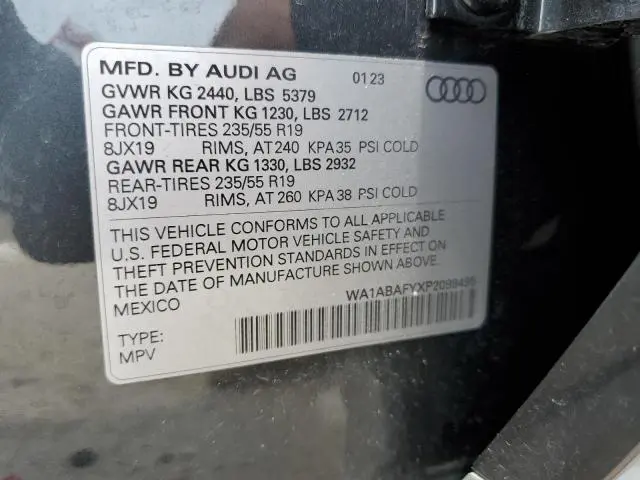 MFD. BY AUDI AG 01 23
GVWR KG 2440, LBS 5379
GAWR FRONT KG 1230, LBS 2712
FRONT-TIRES 235/55 R19
8JX19 RIMS, AT 240 KPA 35 PSI COLD
GAWR REAR KG 1330, LBS 2932
REAR-TIRES 235/55 R19
8JX19 RIMS, AT 260 KPA 38 PSI COLD
THIS VEHICLE CONFORMS TO ALL APPLICABLE
U.S. FEDERAL MOTOR VEHICLE SAFETY AND
THEFT PREVENTION STANDARDS IN EFFECT ON
THE DATE OF MANUFACTURE SHOWN ABOVE.
MEXICO
WA1ABAFYXP2099495
TYPE:
MPV